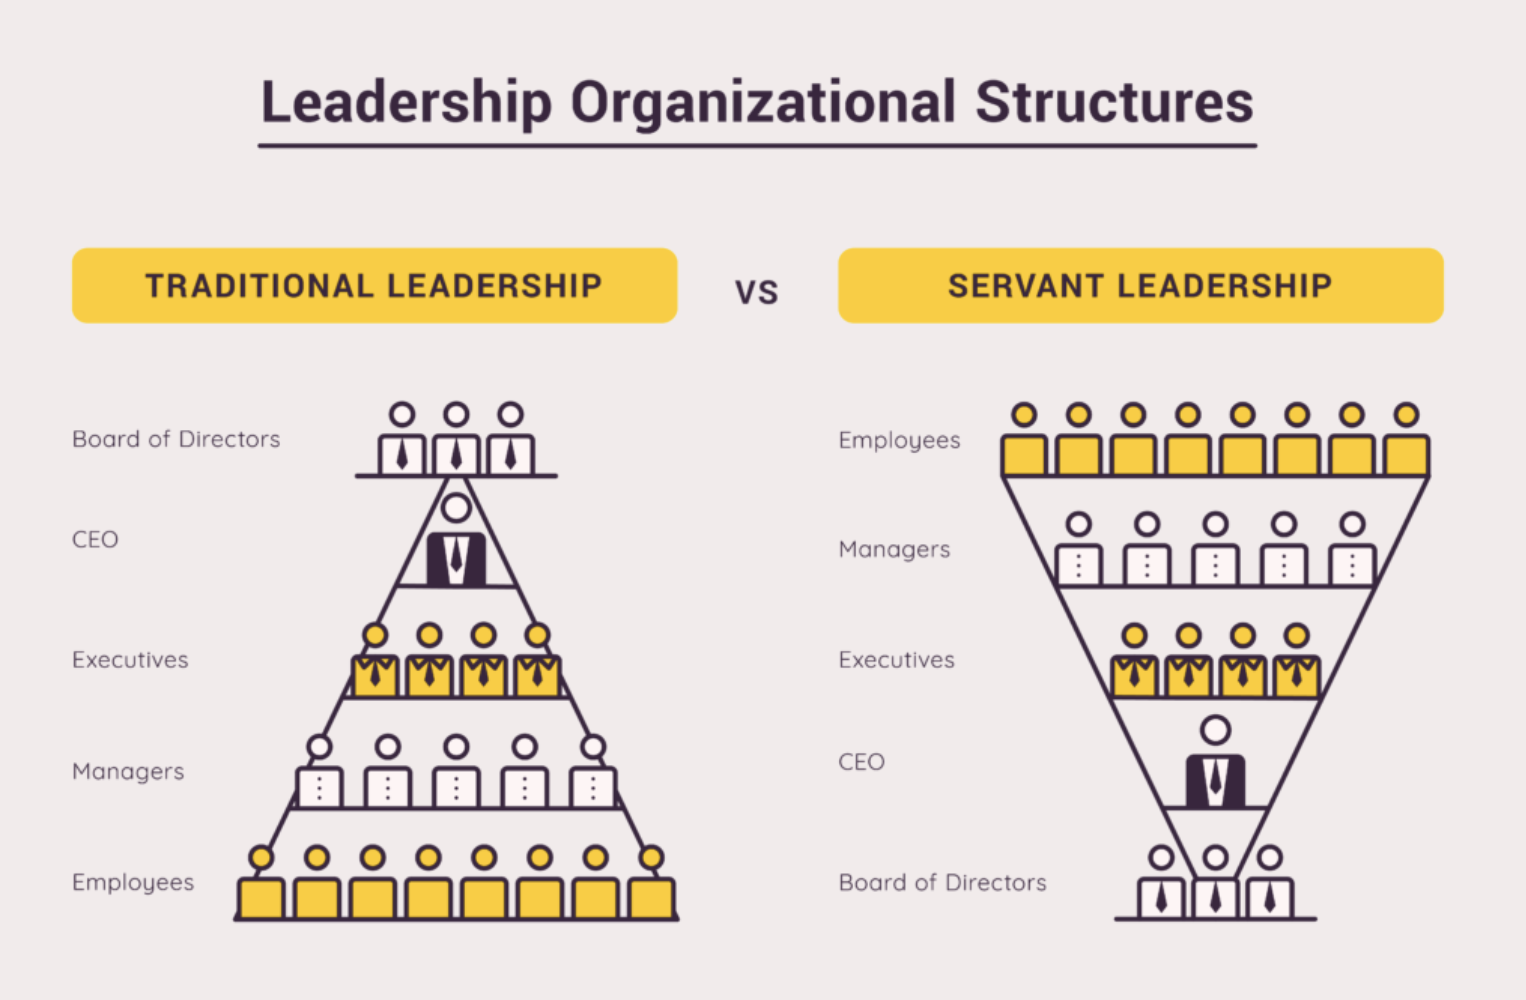 Leadership Organizational Structures
TRADITIONAL LEADERSHIP
VS
SERVANT LEADERSHIP
Board of Directors
CEO
Executives
Managers
Employees
Employees
Managers
Executives
CEO
Board of Directors